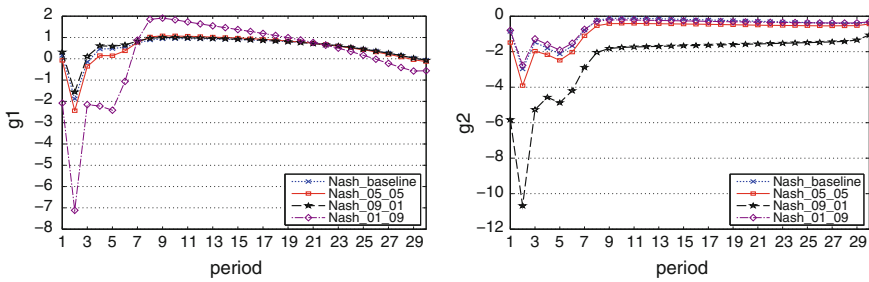 2
1
0
−1
−2
−3
−4
−5
−6
−7
−8
g1
1 3 5 7 9 11 13 15 17 19 21 23 25 27 29
period
Nash_baseline
Nash_05_05
Nash_09_01
Nash_01_09
0
−2
−4
−6
−8
−10
−12
g2
1 3 5 7 9 11 13 15 17 19 21 23 25 27 29
period
Nash_baseline
Nash_05_05
Nash_09_01
Nash_01_09